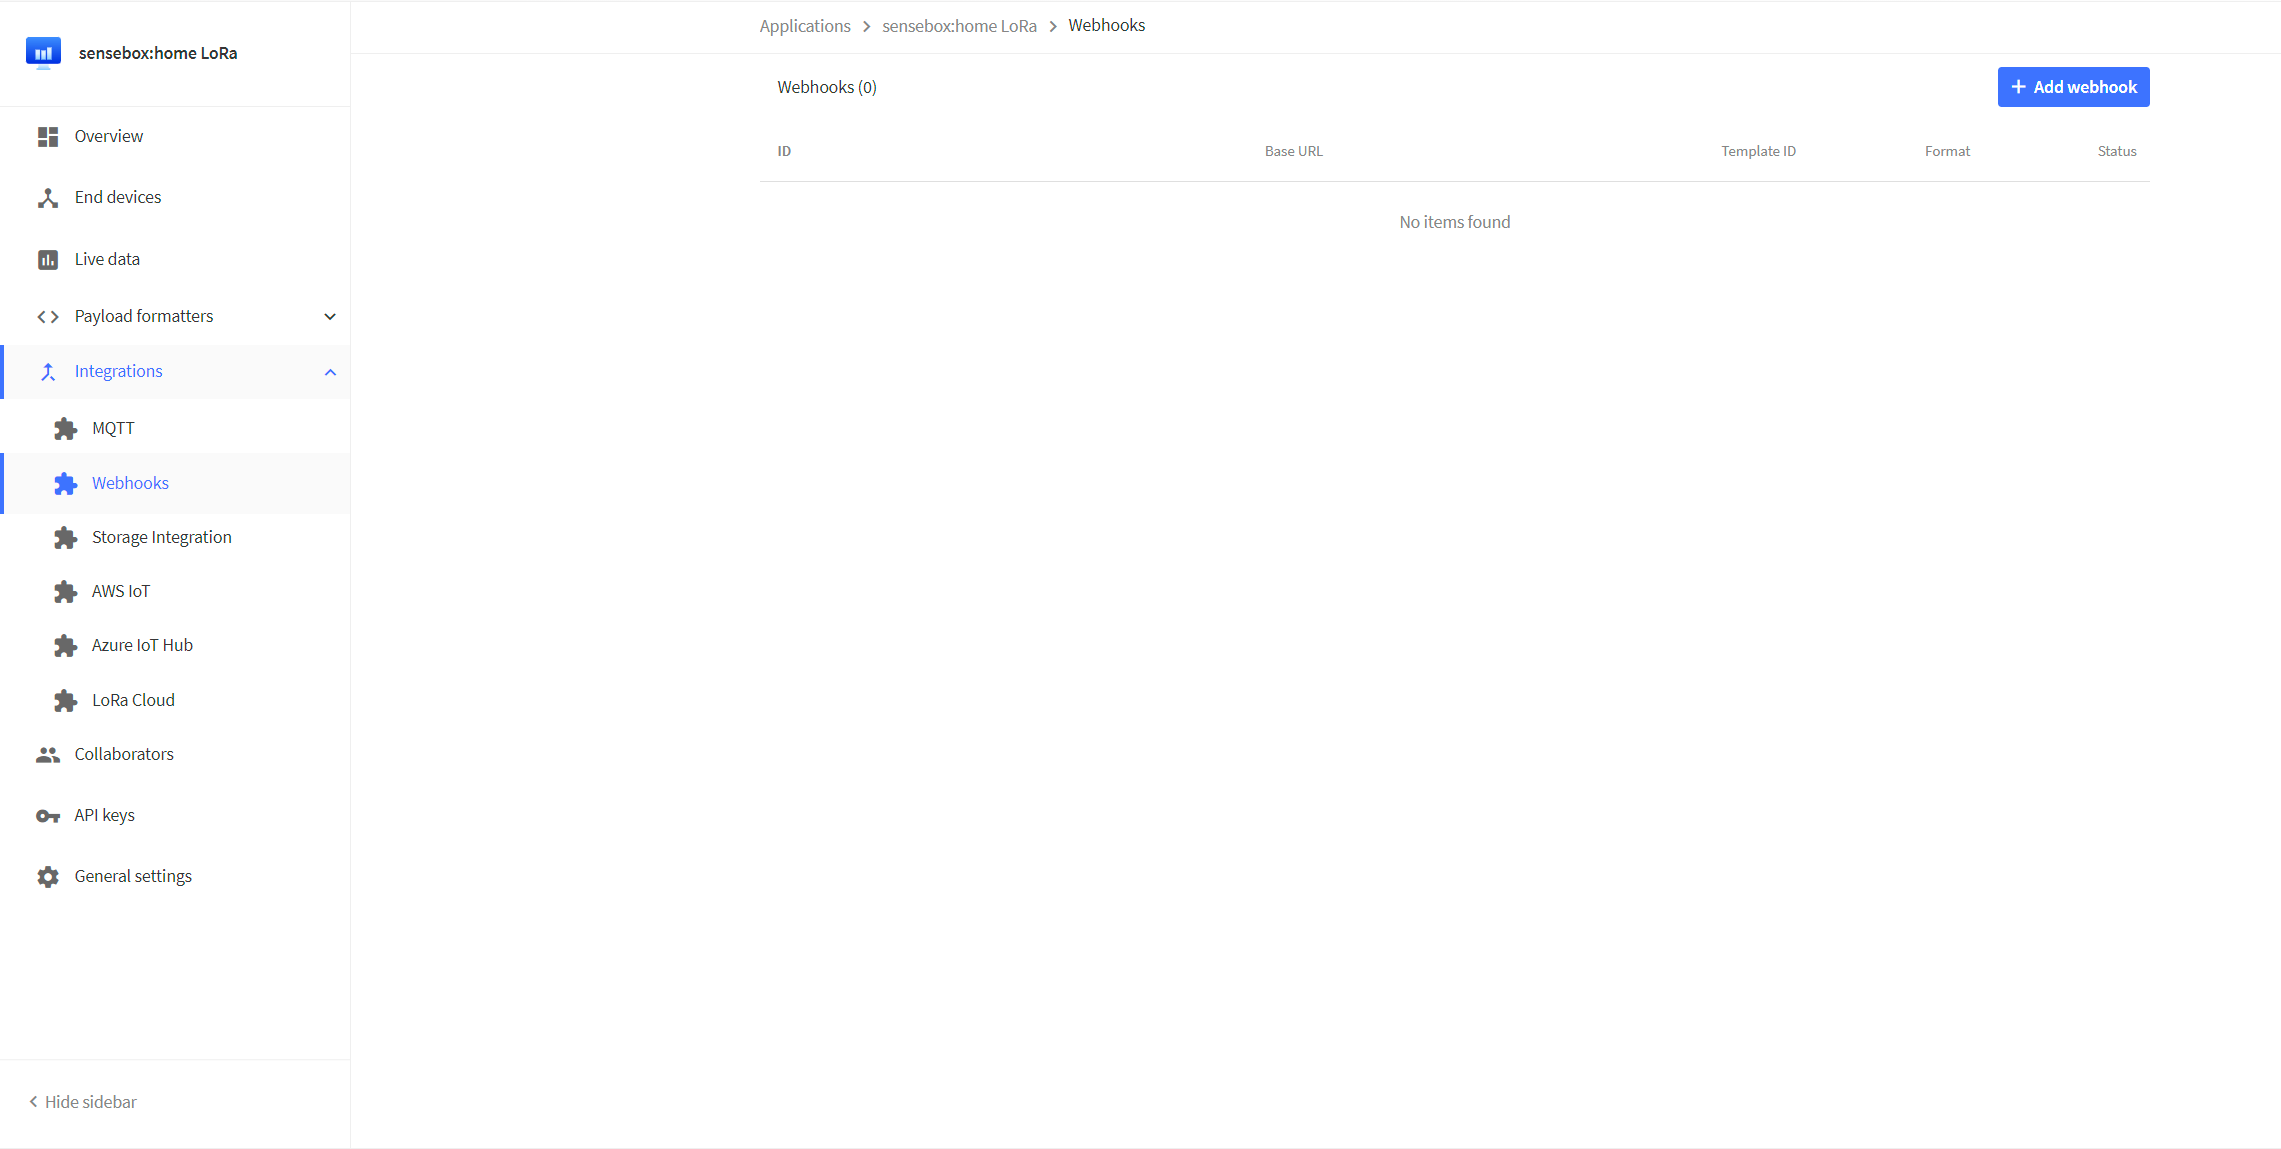 sensebox:home LoRa
Overview
End devices
Live data
Payload formatters
Integrations
MQTT
Webhooks
Storage Integration
AWS IoT
Azure IoT Hub
LoRa Cloud
Collaborators
API keys
General settings
Hide sidebar
Applications > sensebox:home LoRa > Webhooks
Webhooks (0)
+ Add webhook
ID Base URL Template ID Format Status
No items found